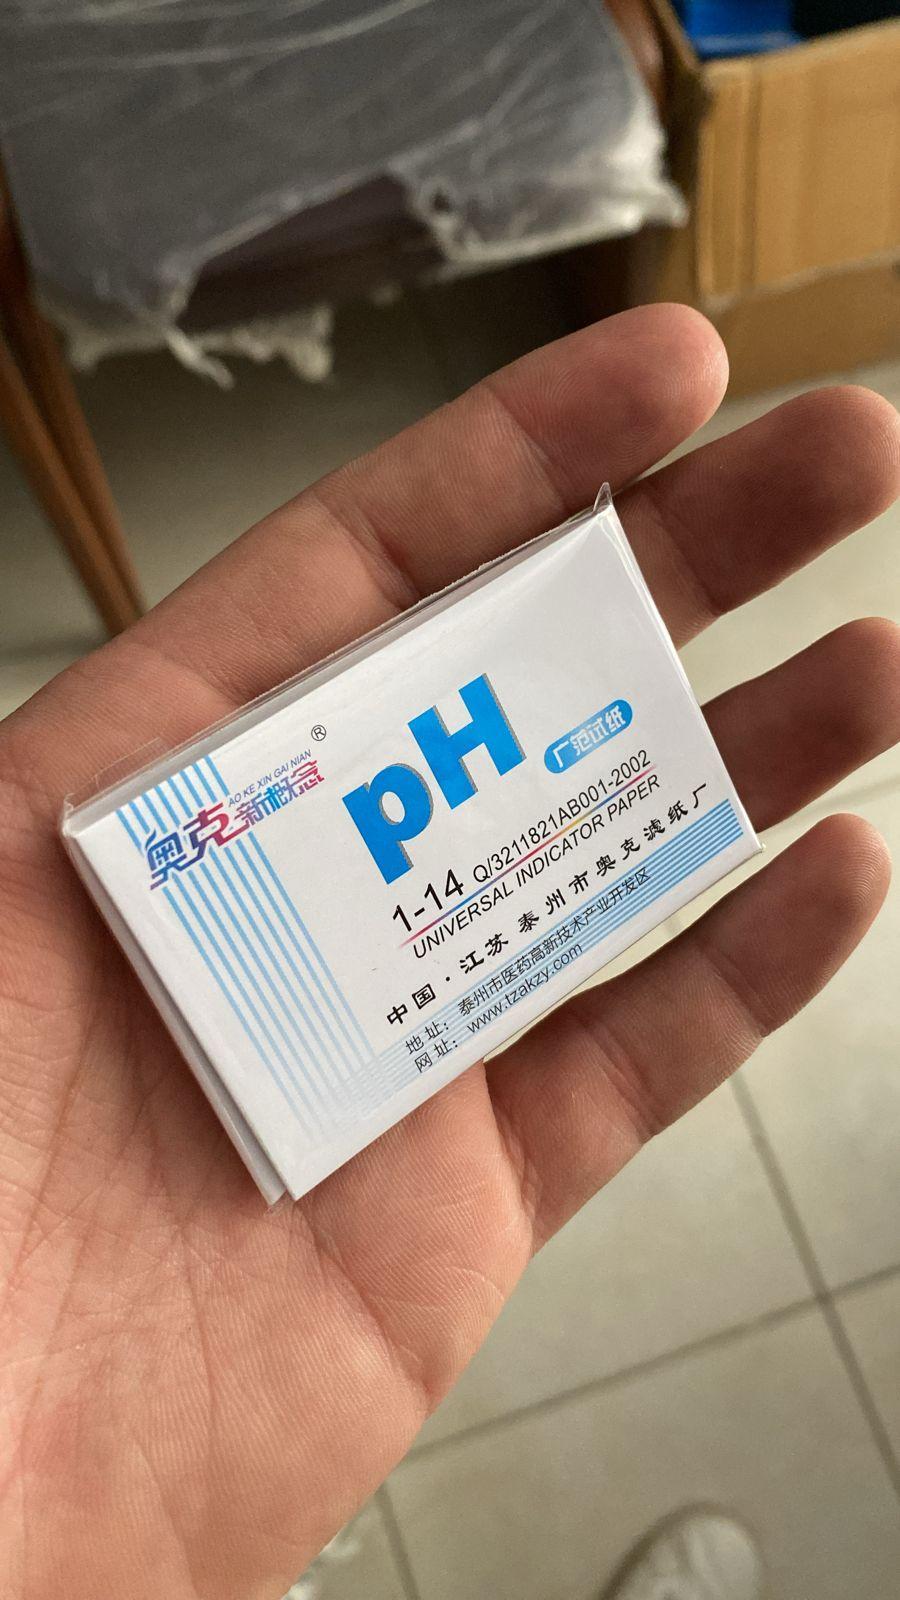 AO KE XIN GAI NIAN ®
奥克新概念
pH
广范试纸
1-14 Q/3211821AB001-2002
UNIVERSAL INDICATOR PAPER
中国·江苏 泰州市奥克滤纸厂
地址: 泰州市医药高新技术产业开发区
网址: www.tzakzy.com